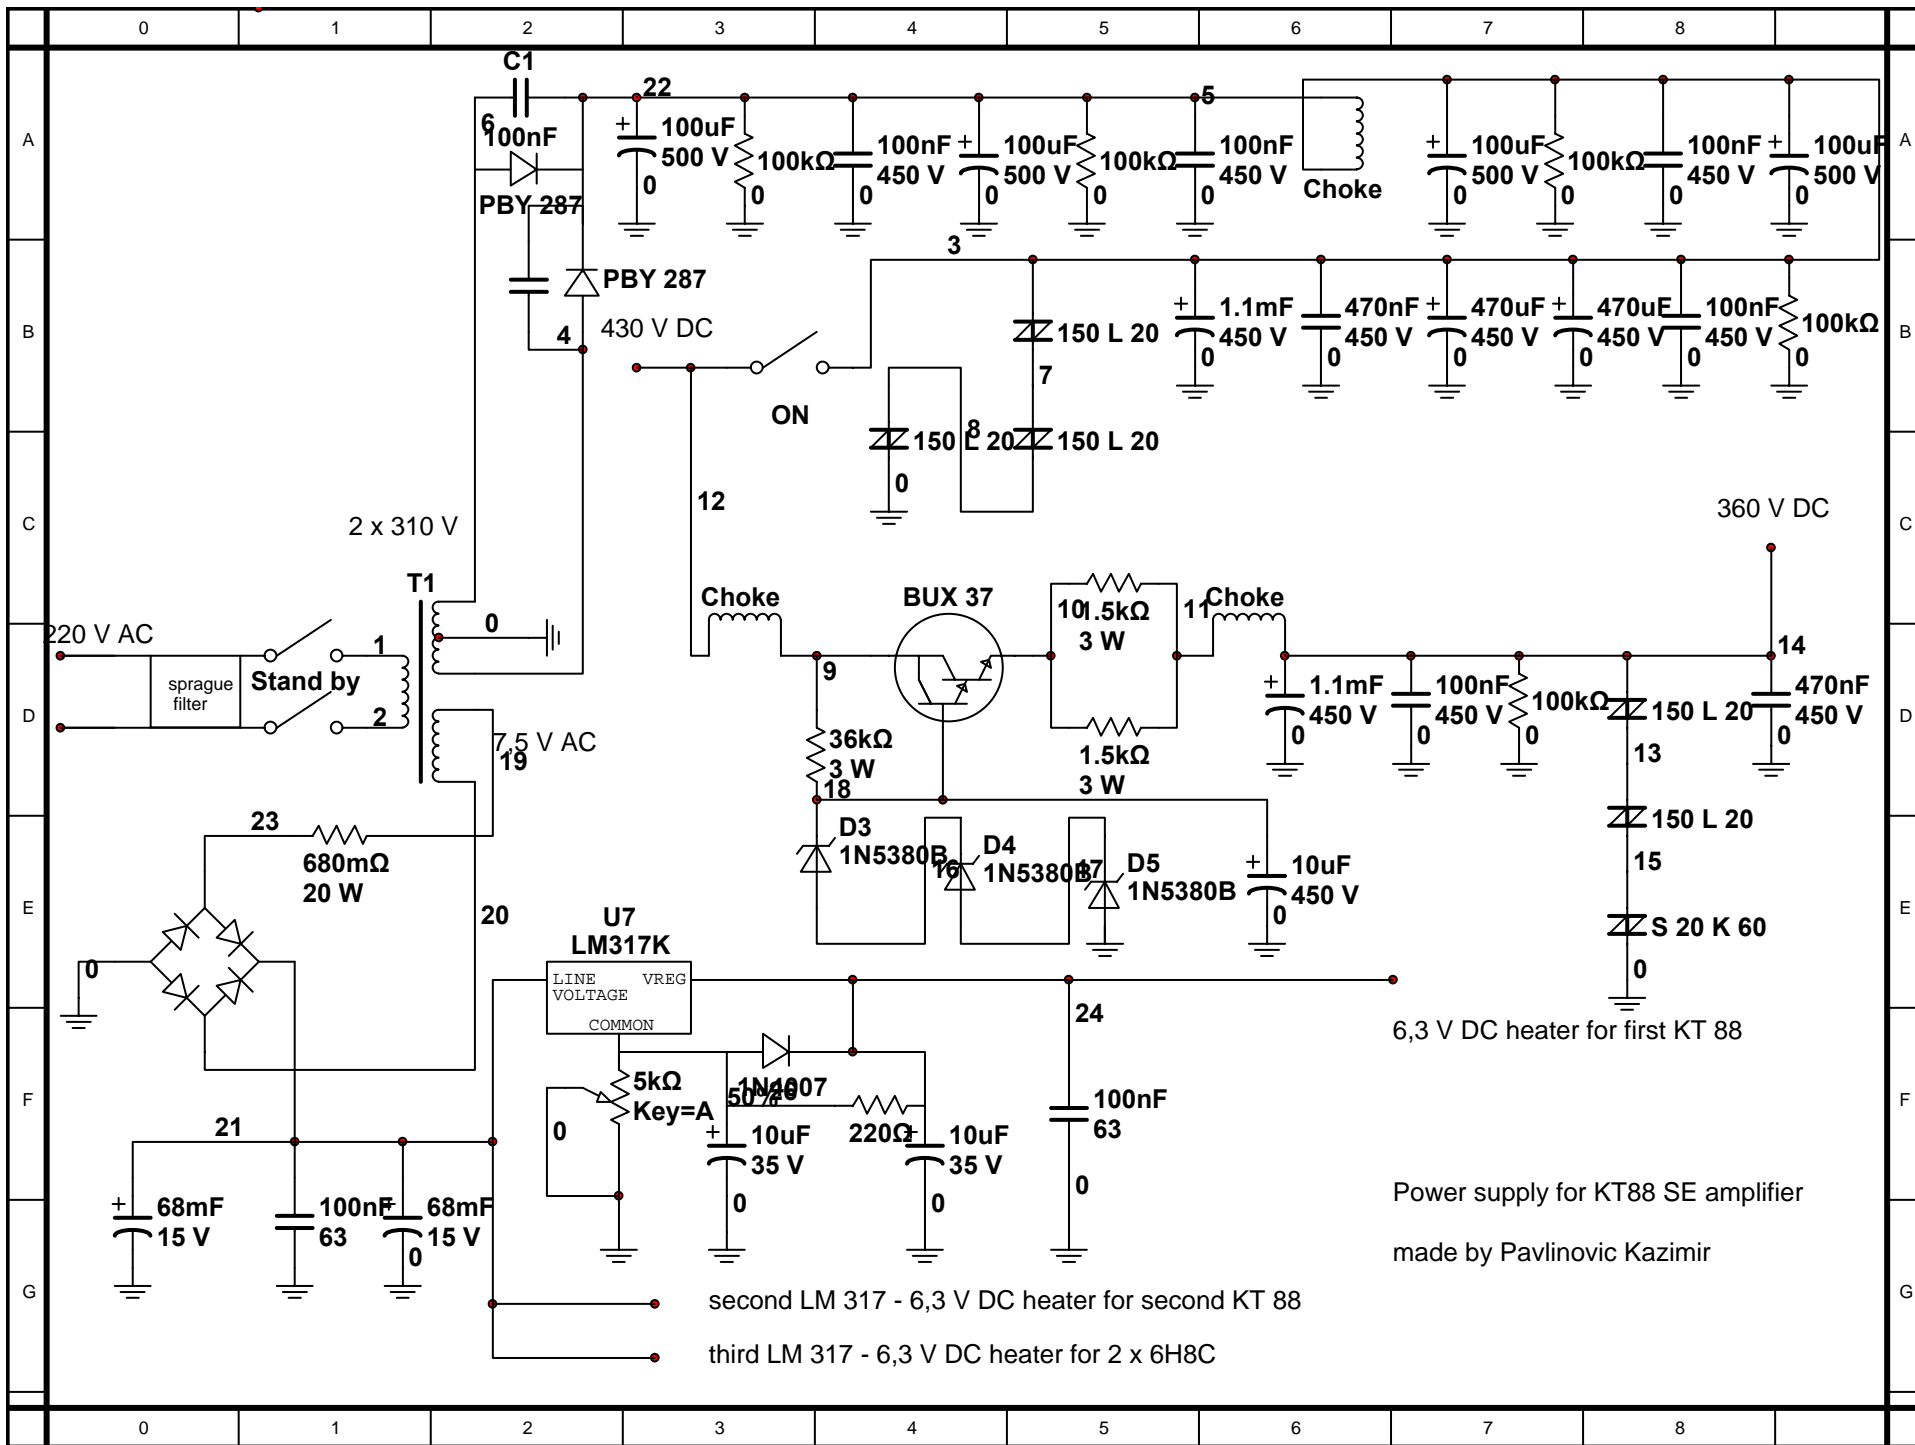 0 1 2 3 4 5 6 7 8
A
B
C
D
E
F
G
A
B
C
D
E
F
G
C1
6
100nF
PBY 287
22
100uF
500 V
0
100kΩ
0
100nF
450 V
0
100uF
500 V
0
100kΩ
0
5
100nF
450 V
0
Choke
100uF
500 V
0
100kΩ
0
100nF
450 V
0
100uF
500 V
0
PBY 287
4
430 V DC
ON
3
150 L 20
7
150 L 20
8
150 L 20
0
1.1mF
450 V
0
470nF
450 V
0
470uF
450 V
0
470uF
450 V
0
100nF
450 V
0
100kΩ
0
12
2 x 310 V
T1
0
220 V AC
sprague
filter
Stand by
1
2
7,5 V AC
19
Choke
9
BUX 37
10
1.5kΩ
3 W
11
1.5kΩ
3 W
Choke
360 V DC
14
36kΩ
3 W
18
1.1mF
450 V
0
100nF
450 V
0
100kΩ
0
150 L 20
13
150 L 20
15
S 20 K 60
0
470nF
450 V
0
D3
1N5380B
16
D4
1N5380B
17
D5
1N5380B
10uF
450 V
0
0
23
680mΩ
20 W
20
0
U7
LM317K
LINE VREG
VOLTAGE
COMMON
24
6,3 V DC heater for first KT 88
5kΩ
Key=A
50%
0
1N4007
26
220Ω
10uF
35 V
0
10uF
35 V
0
100nF
63
0
21
68mF
15 V
100nF
63
68mF
15 V
0
Power supply for KT88 SE amplifier
made by Pavlinovic Kazimir
second LM 317 - 6,3 V DC heater for second KT 88
third LM 317 - 6,3 V DC heater for 2 x 6H8C
0 1 2 3 4 5 6 7 8